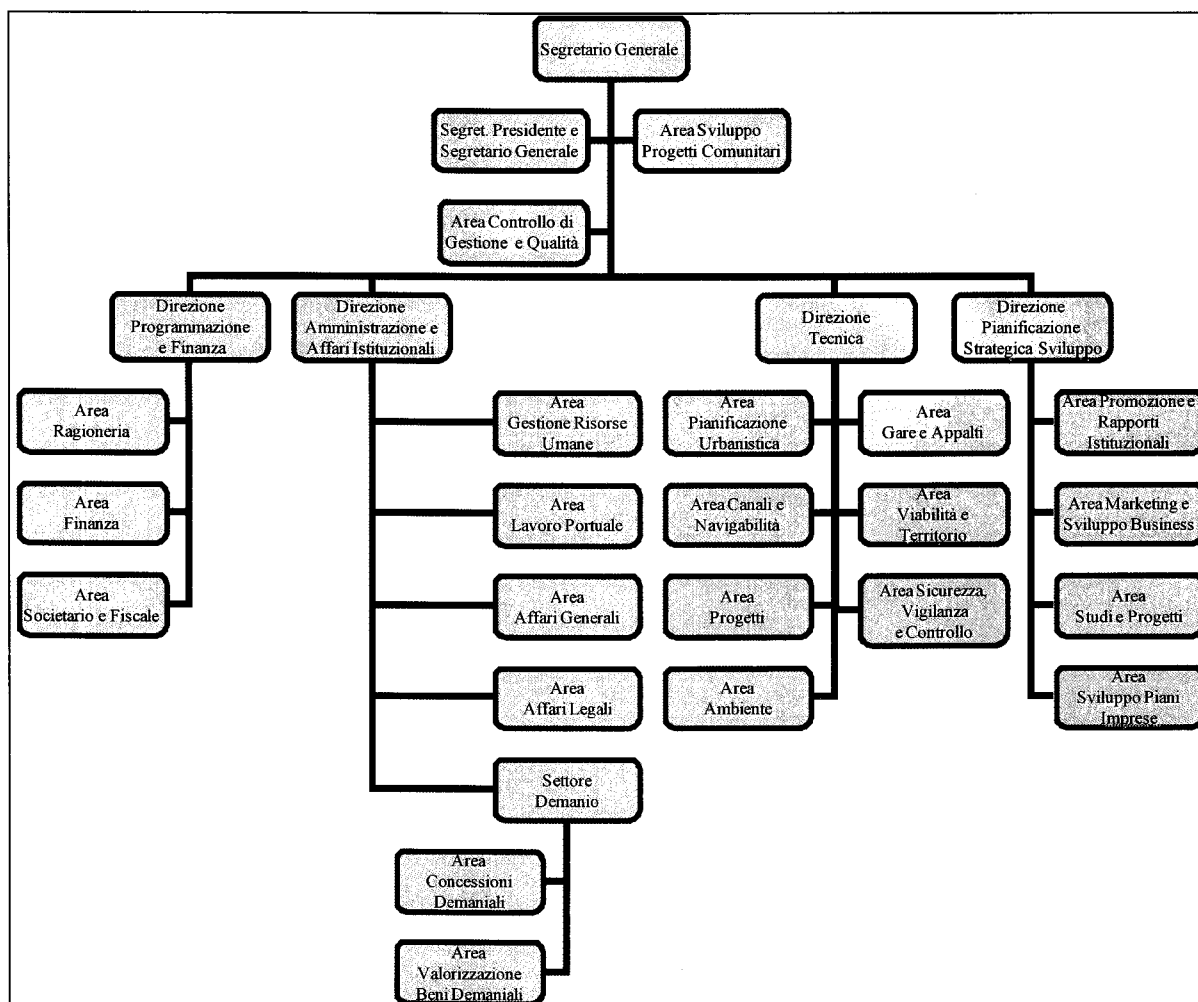 Segretario Generale
Segret. Presidente e
Segretario Generale
Area Sviluppo
Progetti Comunitari
Area Controllo di
Gestione e Qualità
Direzione
Programmazione
e Finanza
Direzione
Amministrazione e
Affari Istituzionali
Direzione
Tecnica
Direzione
Pianificazione
Strategica Sviluppo
Area
Ragioneria
Area
Finanza
Area
Societario e Fiscale
Area
Gestione Risorse
Umane
Area
Lavoro Portuale
Area
Affari Generali
Area
Affari Legali
Settore
Demanio
Area
Concessioni
Demaniali
Area
Valorizzazione
Beni Demaniali
Area
Pianificazione
Urbanistica
Area Canali e
Navigabilità
Area
Progetti
Area
Ambiente
Area
Gare e Appalti
Area
Viabilità e
Territorio
Area Sicurezza,
Vigilanza
e Controllo
Area Promozione e
Rapporti
Istituzionali
Area Marketing e
Sviluppo Business
Area
Studi e Progetti
Area
Sviluppo Piani
Imprese